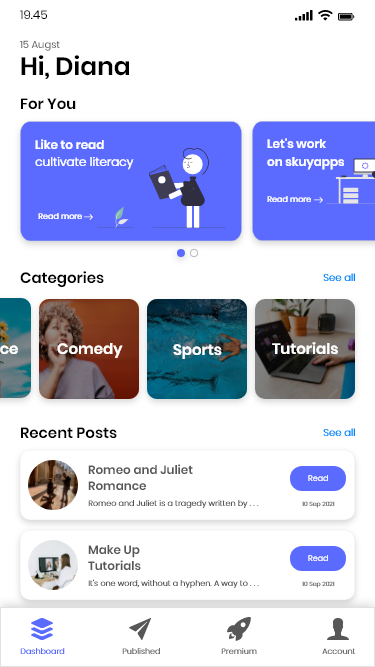 19.45
15 Augst
Hi, Diana
For You
Like to read
cultivate literacy
Read more →
Let's work
on skuyapps
Read more →
Categories
See all
ce
Comedy
Sports
Tutorials
Recent Posts
See all
Romeo and Juliet
Romance
Romeo and Juliet is a tragedy written by . . .
Read
10 Sep 2021
Make Up
Tutorials
It's one word, without a hyphen. A way to . . .
Read
10 Sep 2021
Dashboard
Published
Premium
Account